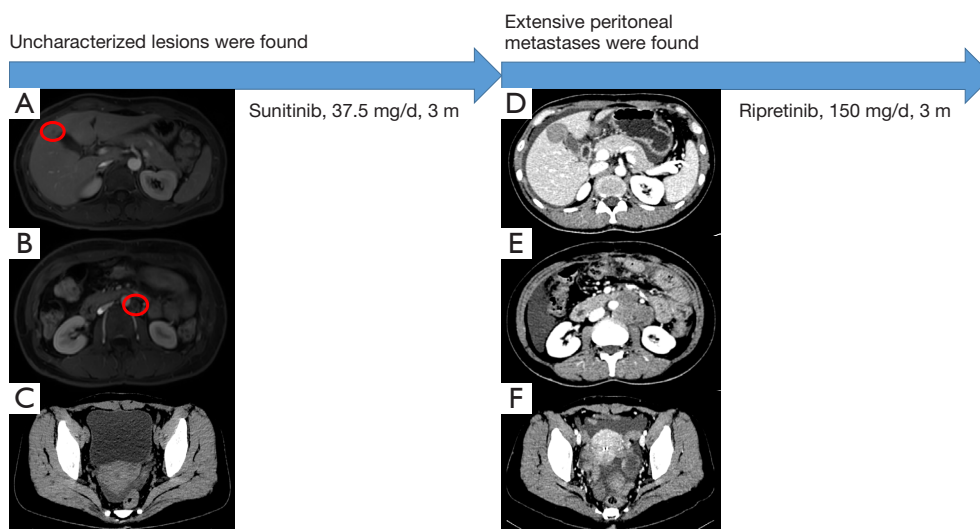 Uncharacterized lesions were found
Extensive peritoneal
metastases were found
A
Sunitinib, 37.5 mg/d, 3 m
D
Ripretinib, 150 mg/d, 3 m
B
E
C
F